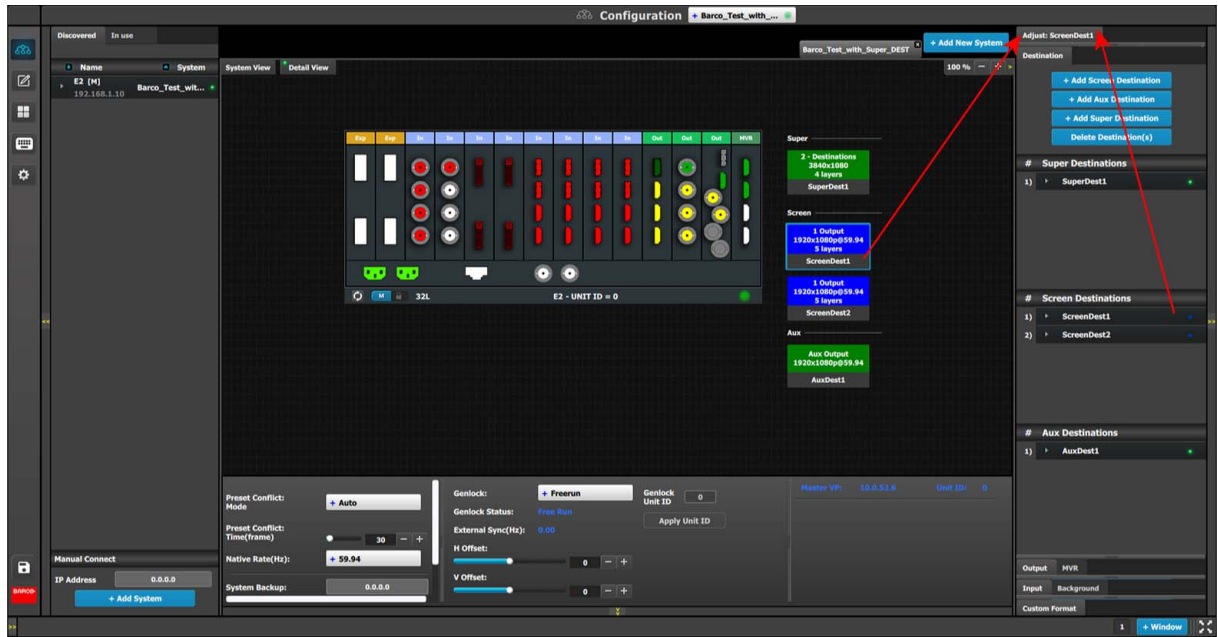 Configuration + Barco_Test_with_...
Discovered In use
Name System
E2 [M]
192.168.1.10
Barco_Test_wit...
Manual Connect
IP Address 0.0.0.0
+ Add System
BARCO
Barco_Test_with_Super_DEST
+ Add New System
System View Detail View
100 % − +
Exp Exp In In In In In In In In Out Out Out MVR
M 32L E2 - UNIT ID = 0
Super
2 - Destinations
3840x1080
4 layers
SuperDest1
Screen
1 Output
1920x1080p@59.94
5 layers
ScreenDest1
1 Output
1920x1080p@59.94
5 layers
ScreenDest2
Aux
Aux Output
1920x1080p@59.94
AuxDest1
Preset Conflict:
Mode
+ Auto
Preset Conflict:
Time(frame)
30 − +
Native Rate(Hz): + 59.94
System Backup: 0.0.0.0
Genlock: + Freerun
Genlock Status: Free Run
External Sync(Hz): 0.00
H Offset:
0 − +
V Offset:
0 − +
Genlock
Unit ID
0
Apply Unit ID
Master VP: 10.0.52.6 Unit ID: 0
Adjust: ScreenDest1
Destination
+ Add Screen Destination
+ Add Aux Destination
+ Add Super Destination
Delete Destination(s)
# Super Destinations
1) SuperDest1
# Screen Destinations
1) ScreenDest1
2) ScreenDest2
# Aux Destinations
1) AuxDest1
Output MVR
Input Background
Custom Format
>> 1 + Window